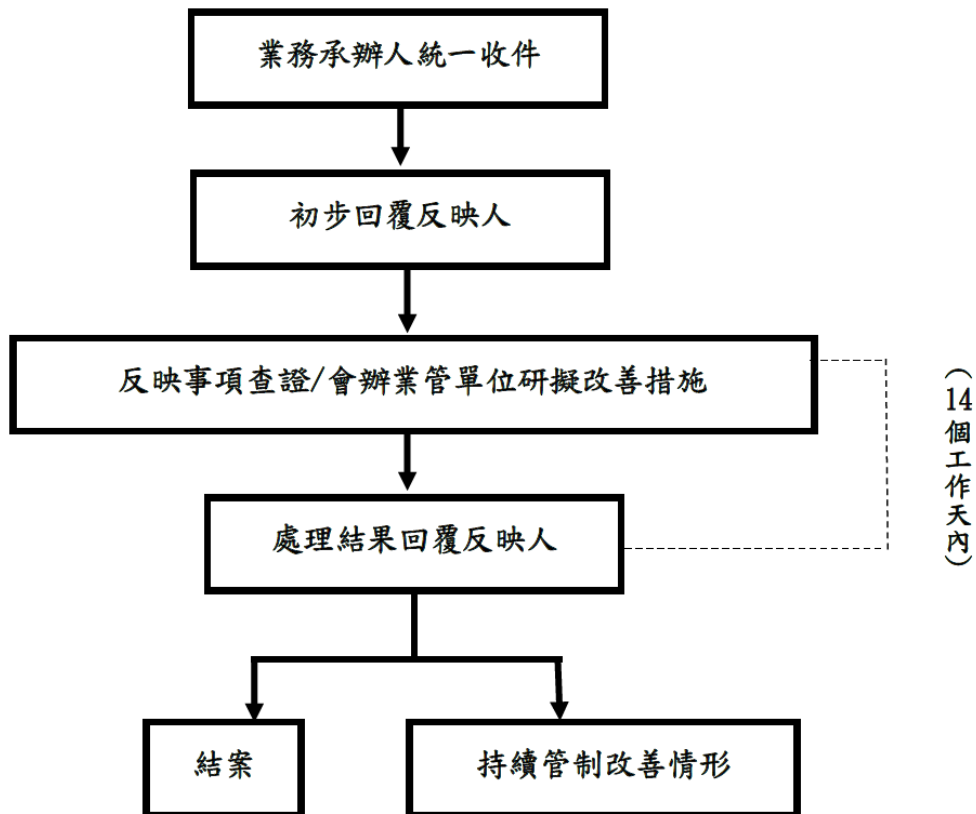 業務承辦人統一收件
初步回覆反映人
反映事項查證/會辦業管單位研擬改善措施
(14個工作天內)
處理結果回覆反映人
結案
持續管制改善情形